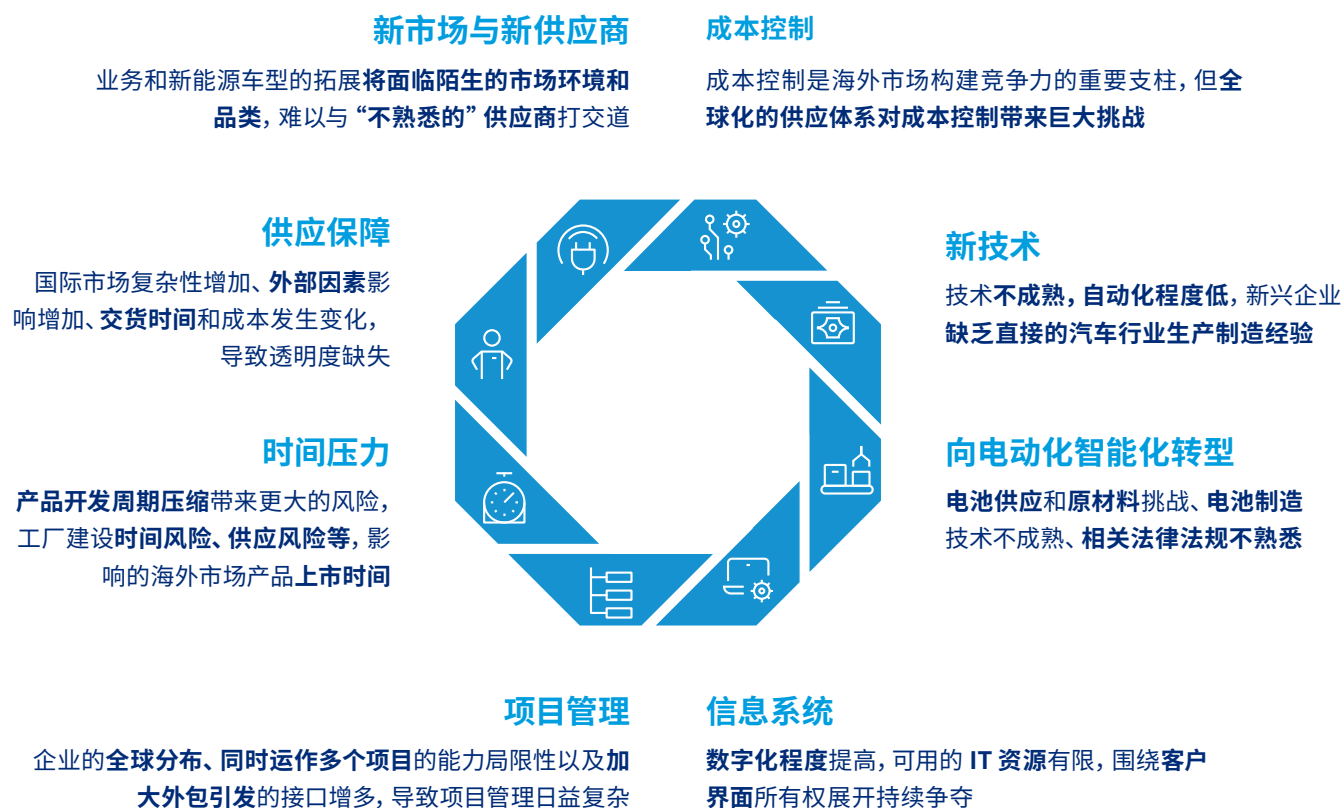 新市场与新供应商
业务和新能源车型的拓展将面临陌生的市场环境和
品类，难以与“不熟悉的”供应商打交道
成本控制
成本控制是海外市场构建竞争力的重要支柱，但全
球化的供应体系对成本控制带来巨大挑战
供应保障
国际市场复杂性增加、外部因素影
响增加、交货时间和成本发生变化，
导致透明度缺失
新技术
技术不成熟，自动化程度低，新兴企业
缺乏直接的汽车行业生产制造经验
时间压力
产品开发周期压缩带来更大的风险，
工厂建设时间风险、供应风险等，影
响的海外市场产品上市时间
向电动化智能化转型
电池供应和原材料挑战、电池制造
技术不成熟、相关法律法规不熟悉
项目管理
企业的全球分布、同时运作多个项目的能力局限性以及加
大外包引发的接口增多，导致项目管理日益复杂
信息系统
数字化程度提高，可用的 IT 资源有限，围绕客户
界面所有权展开持续争夺